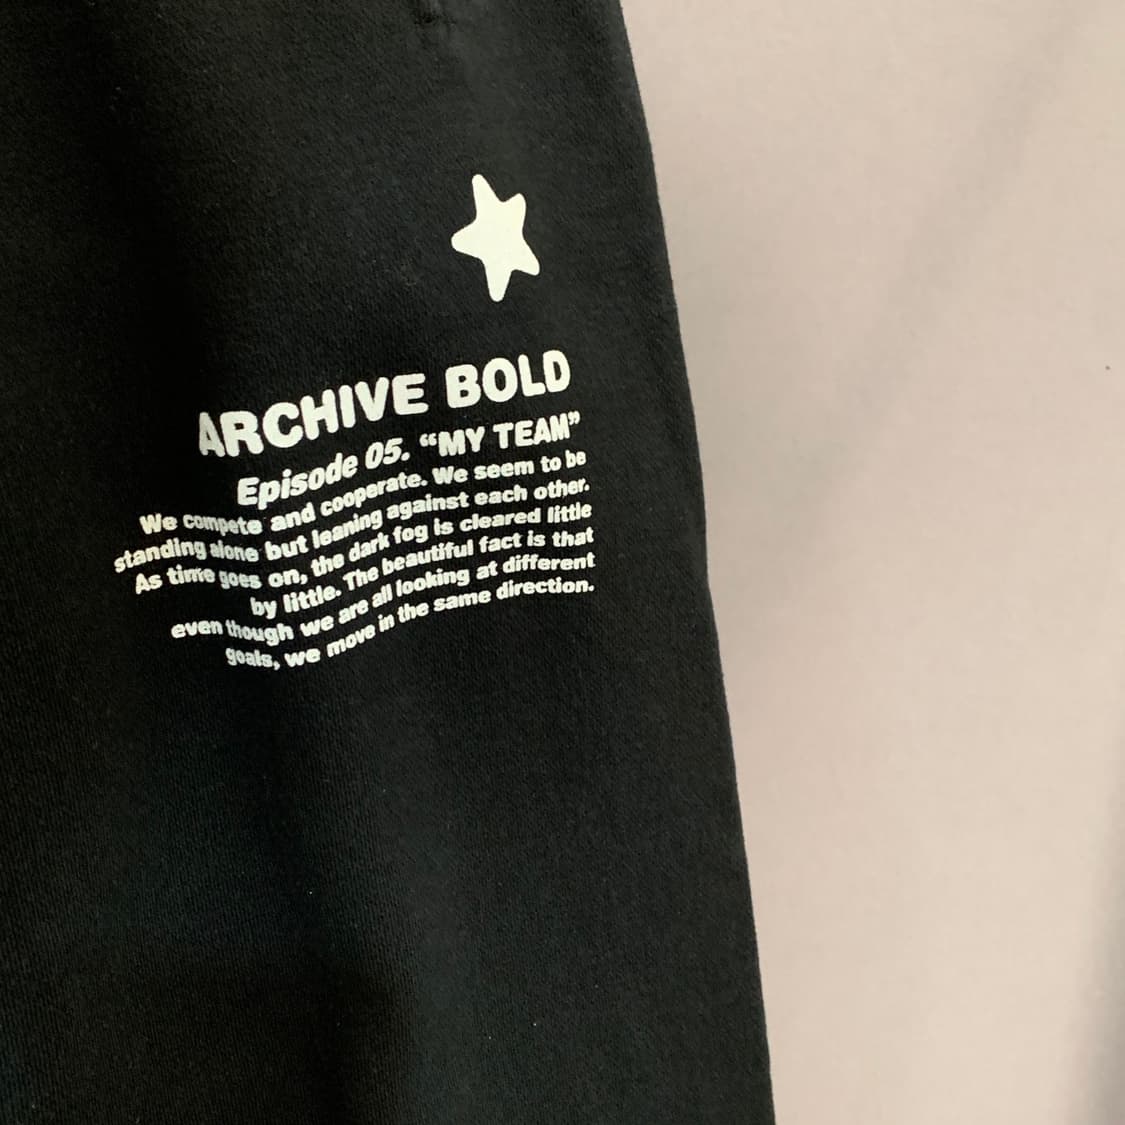 ARCHIVE BOLD
Episode 05. “MY TEAM”
We compete and cooperate. We seem to be
standing alone but leaning against each other.
As time goes on, the dark fog is cleared little
by little. The beautiful fact is that
even though we are all looking at different
goals, we move in the same direction.